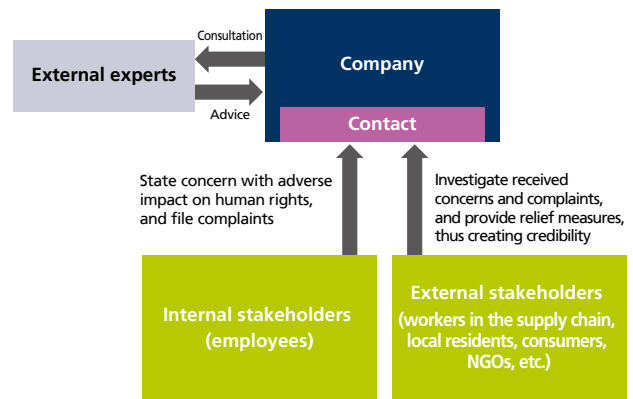 Consultation
External experts
Advice
Company
Contact
State concern with adverse
impact on human rights,
and file complaints
Investigate received
concerns and complaints,
and provide relief measures,
thus creating credibility
Internal stakeholders
(employees)
External stakeholders
(workers in the supply chain,
local residents, consumers,
NGOs, etc.)